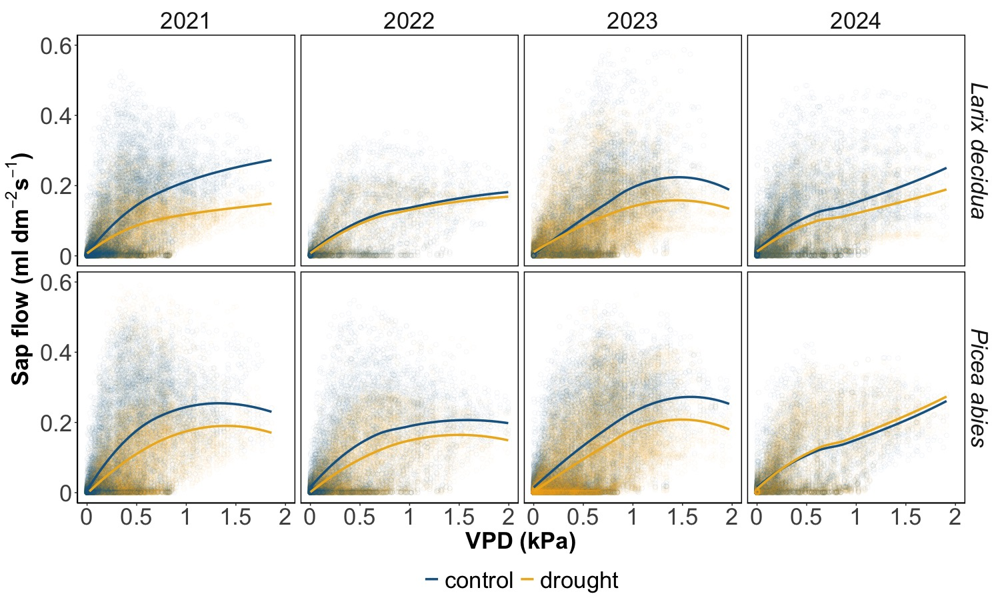 2021 2022 2023 2024
0.6
0.4
0.2
0
Larix decidua
0.6
0.4
0.2
0
Picea abies
Sap flow (ml dm⁻²s⁻¹)
0 0.5 1 1.5 2 0 0.5 1 1.5 2 0 0.5 1 1.5 2 0 0.5 1 1.5 2
VPD (kPa)
control drought